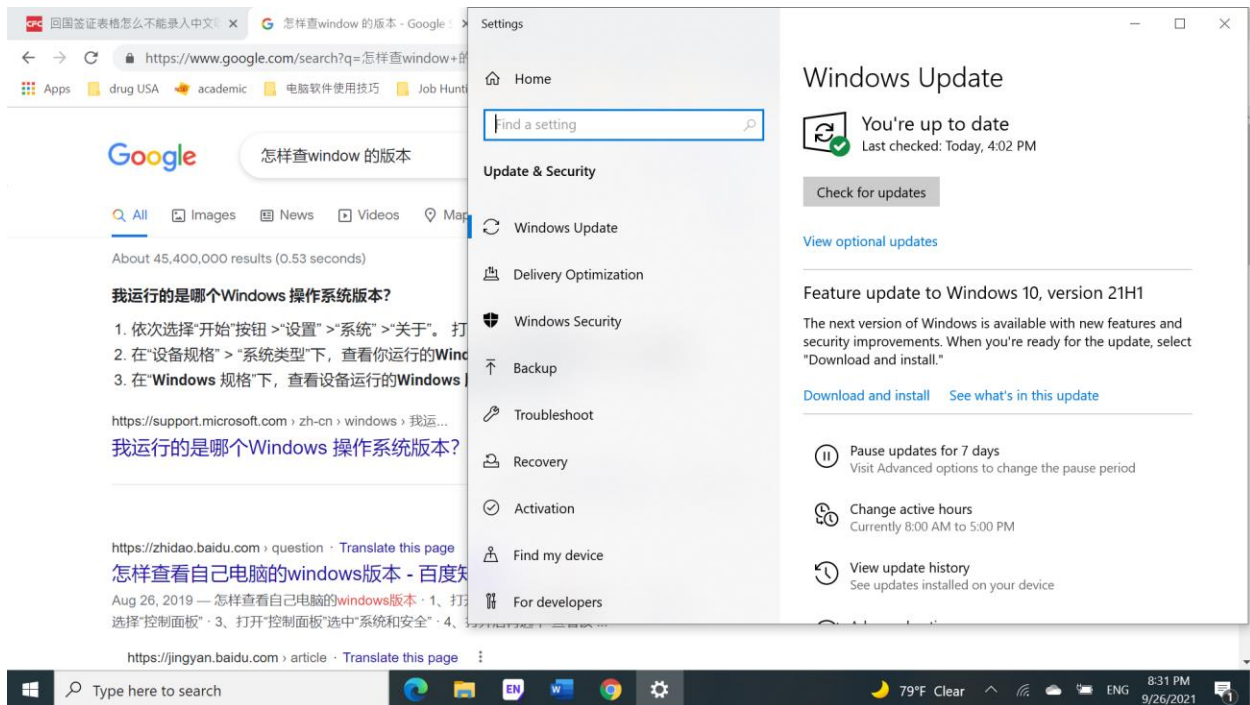 回国签证表格怎么不能录入中文
怎样查window 的版本 - Google
https://www.google.com/search?q=怎样查window+的
Apps drug USA academic 电脑软件使用技巧 Job Hunti
Google
怎样查window 的版本
All Images News Videos Map
About 45,400,000 results (0.53 seconds)
我运行的是哪个Windows 操作系统版本?
1. 依次选择“开始”按钮 >“设置” >“系统” >“关于”。 打
2. 在“设备规格” > “系统类型”下，查看你运行的Wind
3. 在“Windows 规格”下，查看设备运行的Windows
https://support.microsoft.com › zh-cn › windows › 我运...
我运行的是哪个Windows 操作系统版本?
https://zhidao.baidu.com › question · Translate this page
怎样查看自己电脑的windows版本 - 百度知
Aug 26, 2019 — 怎样查看自己电脑的windows版本 · 1、打
选择“控制面板” · 3、打开“控制面板”选中“系统和安全” · 4、
https://jingyan.baidu.com › article · Translate this page
Settings
Home
Find a setting
Update & Security
Windows Update
Delivery Optimization
Windows Security
Backup
Troubleshoot
Recovery
Activation
Find my device
For developers
Windows Update
You're up to date
Last checked: Today, 4:02 PM
Check for updates
View optional updates
Feature update to Windows 10, version 21H1
The next version of Windows is available with new features and
security improvements. When you're ready for the update, select
"Download and install."
Download and install See what's in this update
Pause updates for 7 days
Visit Advanced options to change the pause period
Change active hours
Currently 8:00 AM to 5:00 PM
View update history
See updates installed on your device
Type here to search
EN
79°F Clear
ENG
8:31 PM
9/26/2021
1